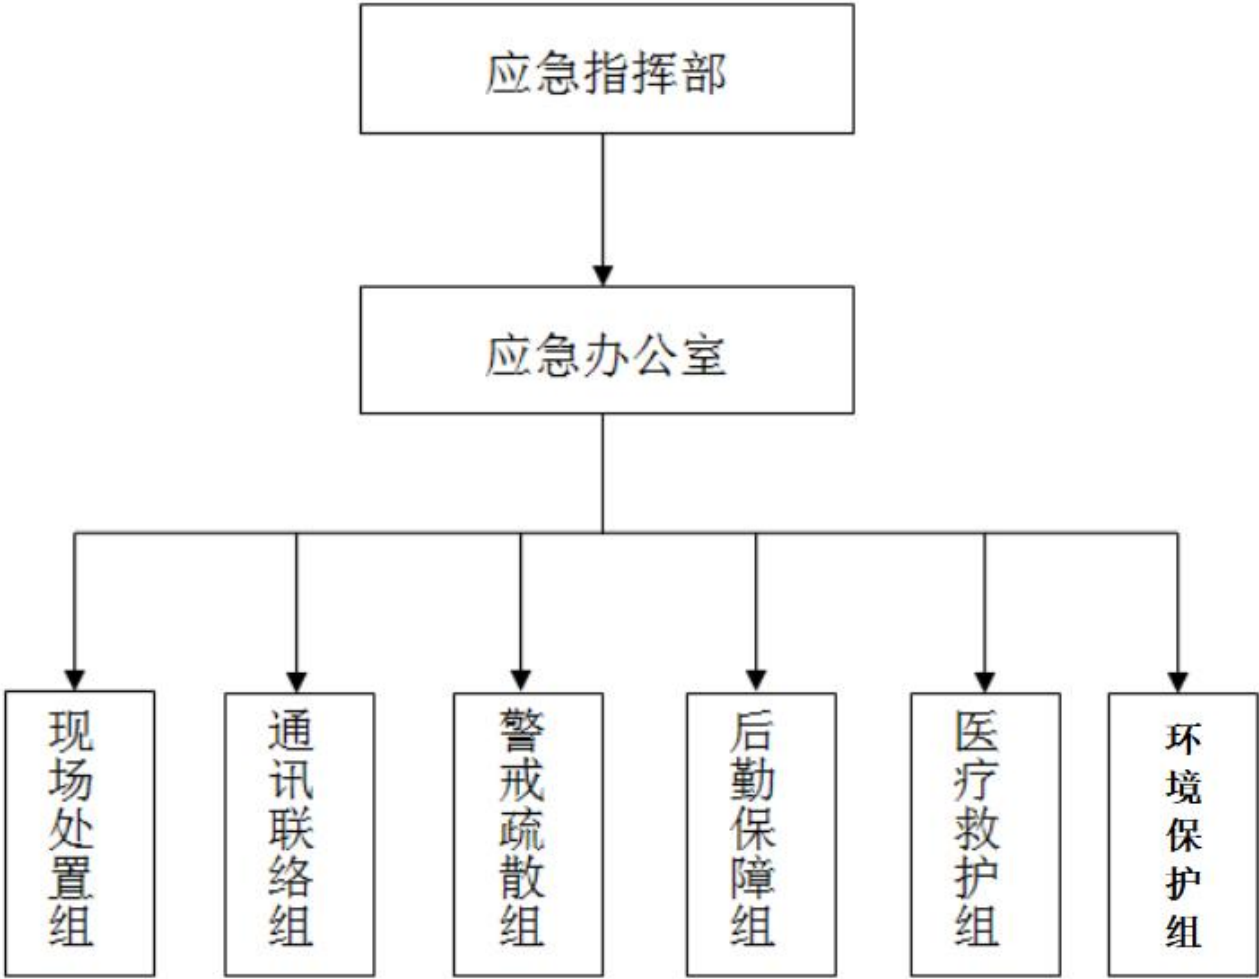 应急指挥部
应急办公室
现场处置组
通讯联络组
警戒疏散组
后勤保障组
医疗救护组
环境保护组